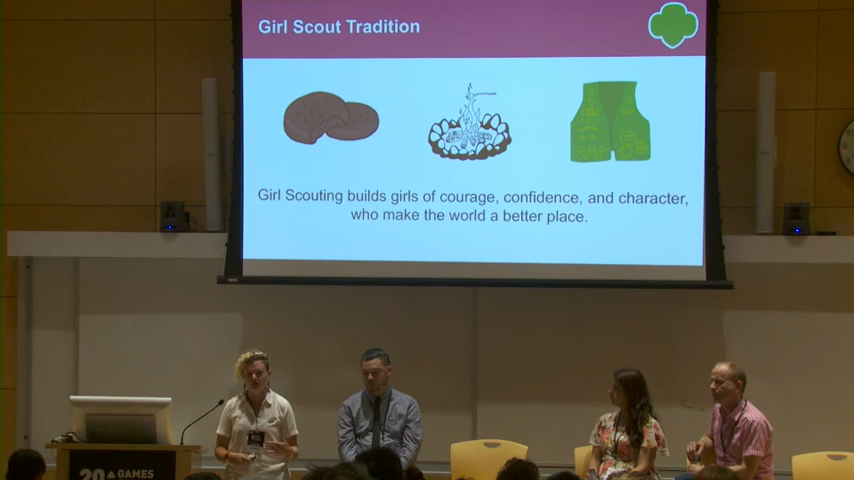 Girl Scout Tradition
Girl Scouting builds girls of courage, confidence, and character,
who make the world a better place.
20 GAMES